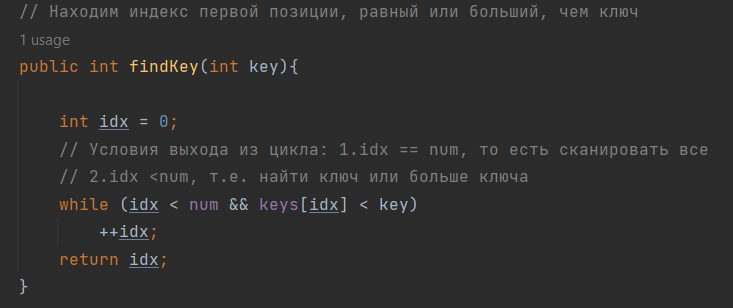 // Находим индекс первой позиции, равный или больший, чем ключ
1 usage
public int findKey(int key){
int idx = 0;
// Условия выхода из цикла: 1.idx == num, то есть сканировать все
// 2.idx <num, т.е. найти ключ или больше ключа
while (idx < num && keys[idx] < key)
++idx;
return idx;
}